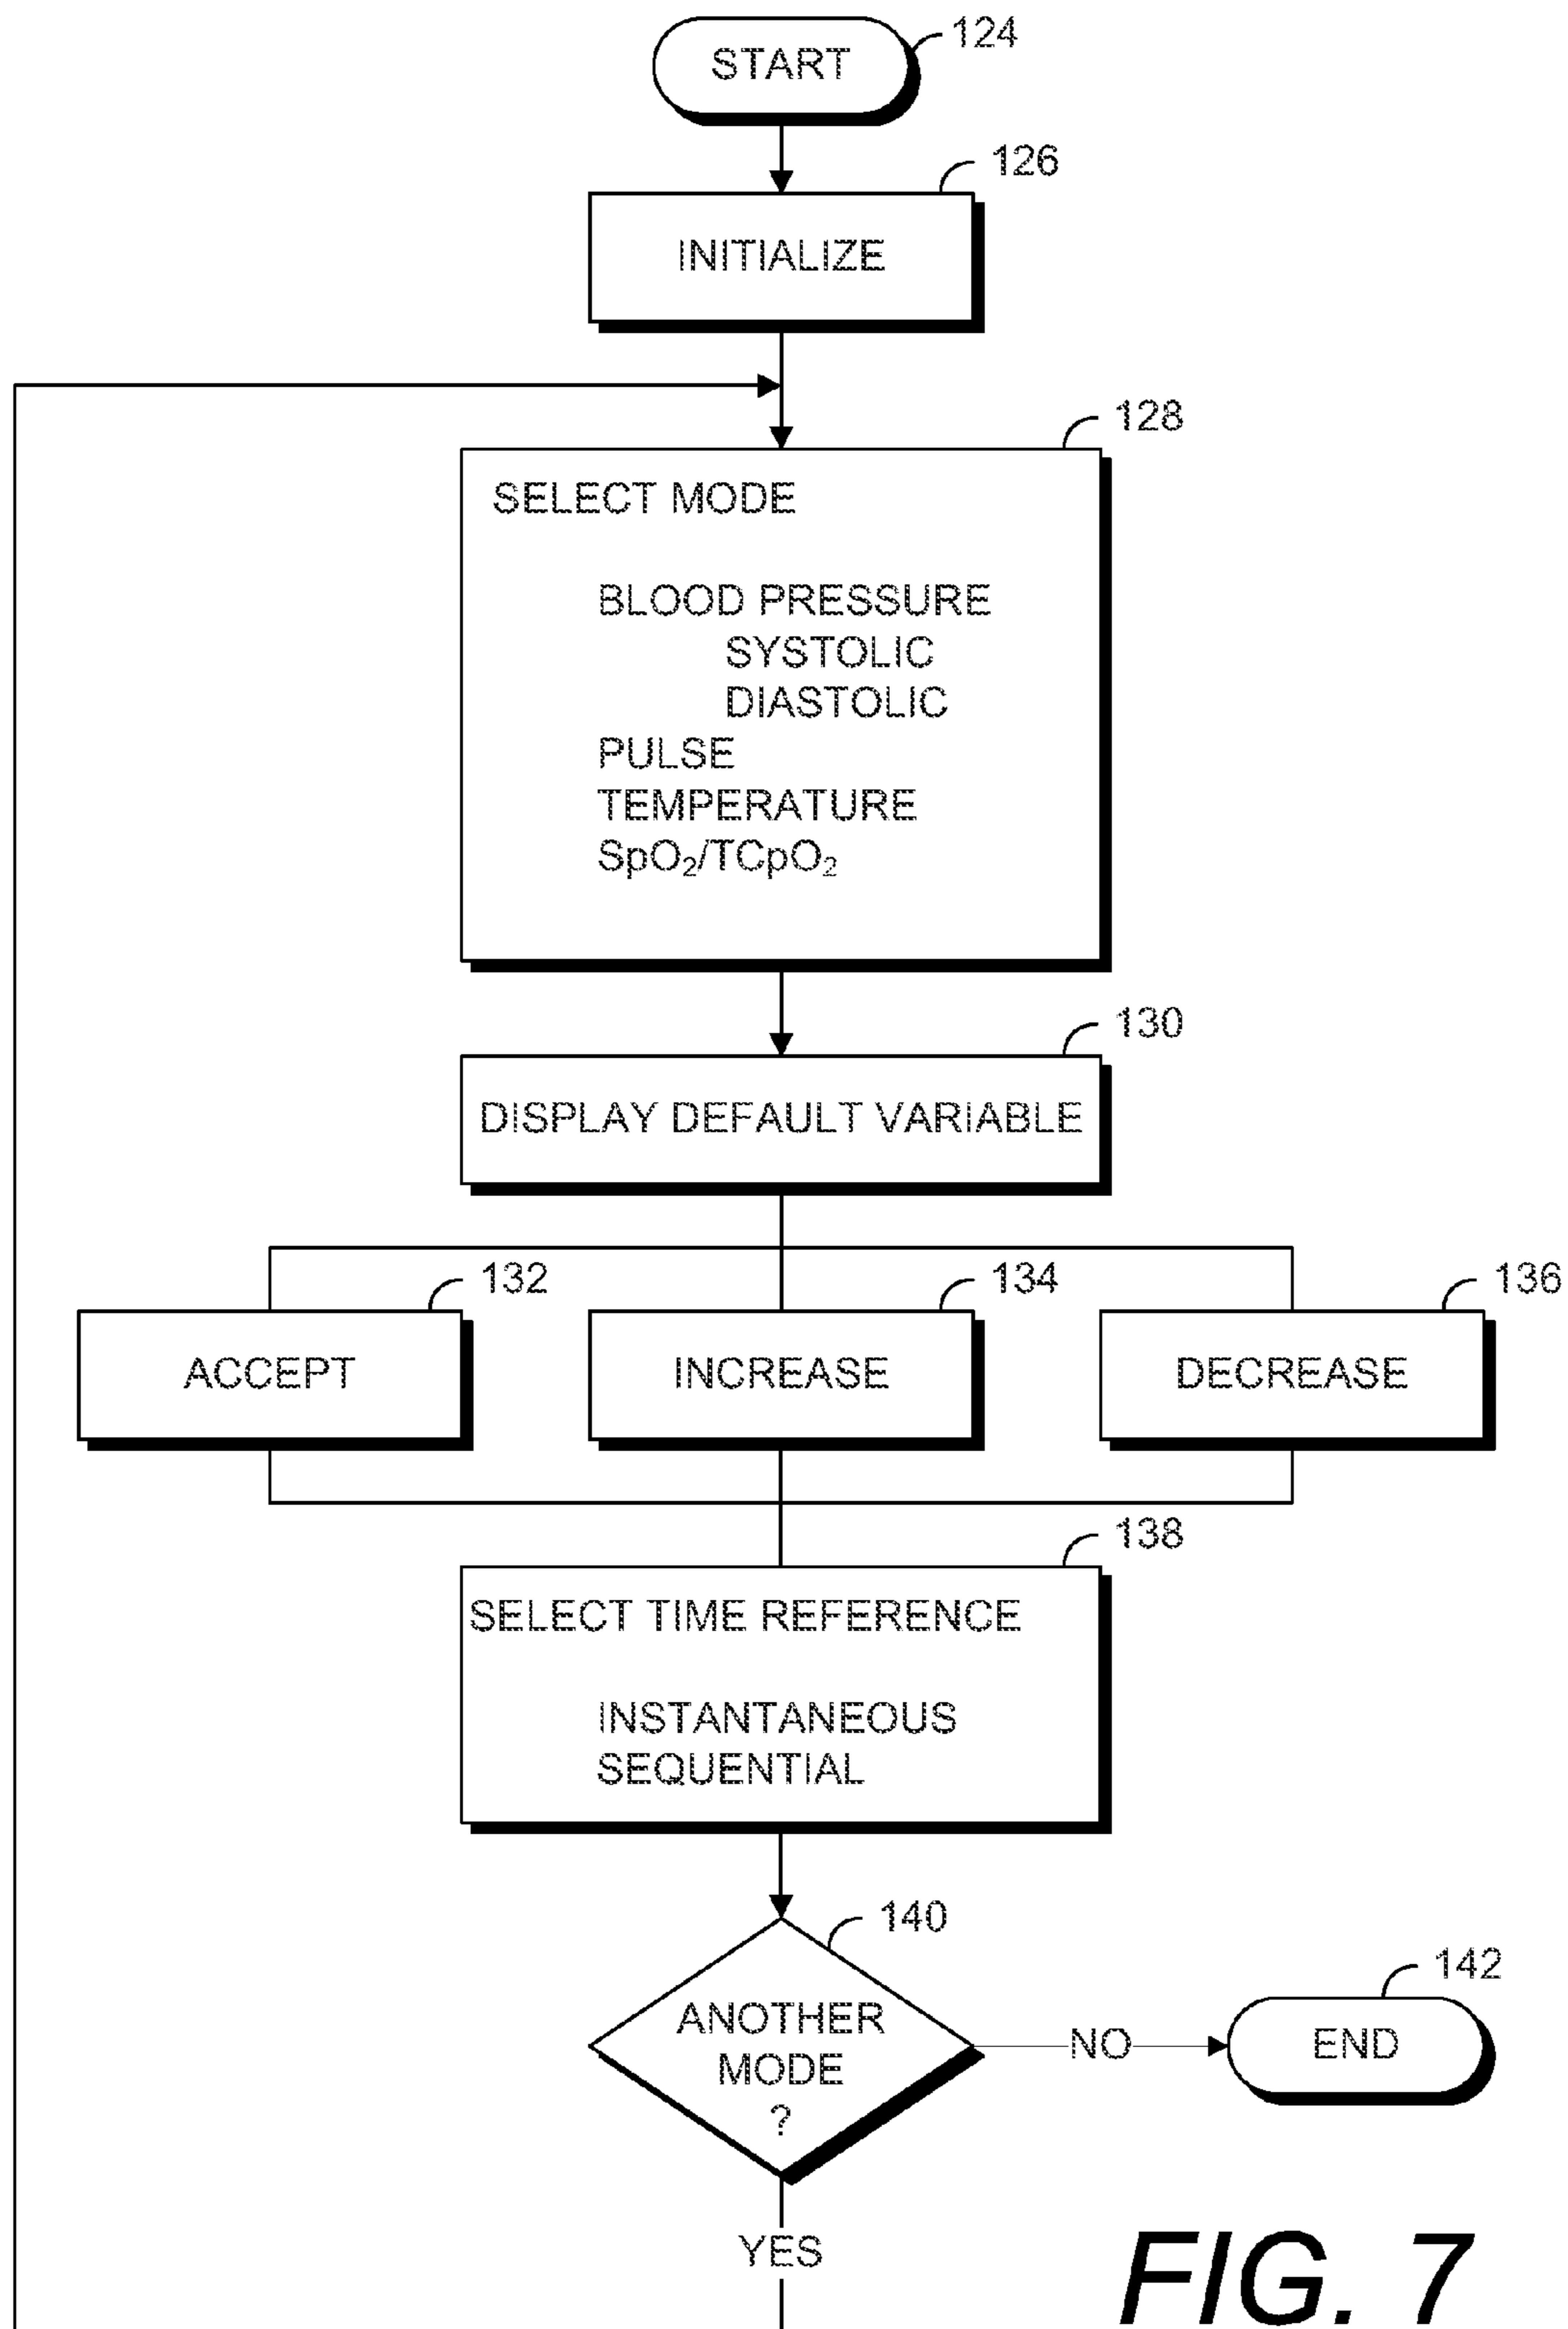 START
124
126
INITIALIZE
128
SELECT MODE
BLOOD PRESSURE
SYSTOLIC
DIASTOLIC
PULSE
TEMPERATURE
SpO₂/TCpO₂
130
DISPLAY DEFAULT VARIABLE
132
134
136
ACCEPT
INCREASE
DECREASE
138
SELECT TIME REFERENCE
INSTANTANEOUS
SEQUENTIAL
140
142
ANOTHER
MODE
?
NO
END
YES
FIG. 7